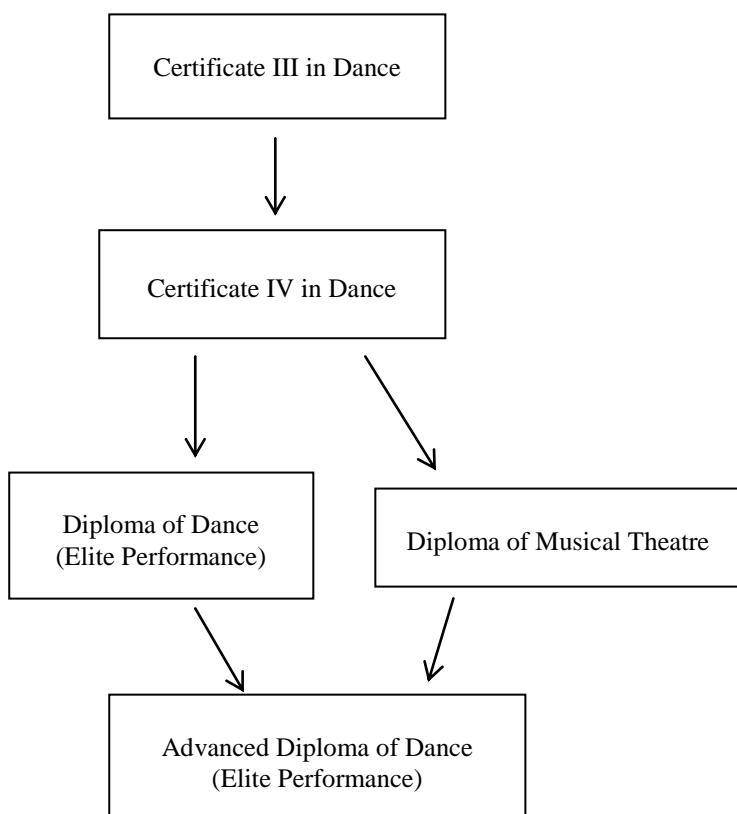 Certificate III in Dance
Certificate IV in Dance
Diploma of Dance
(Elite Performance)
Diploma of Musical Theatre
Advanced Diploma of Dance
(Elite Performance)